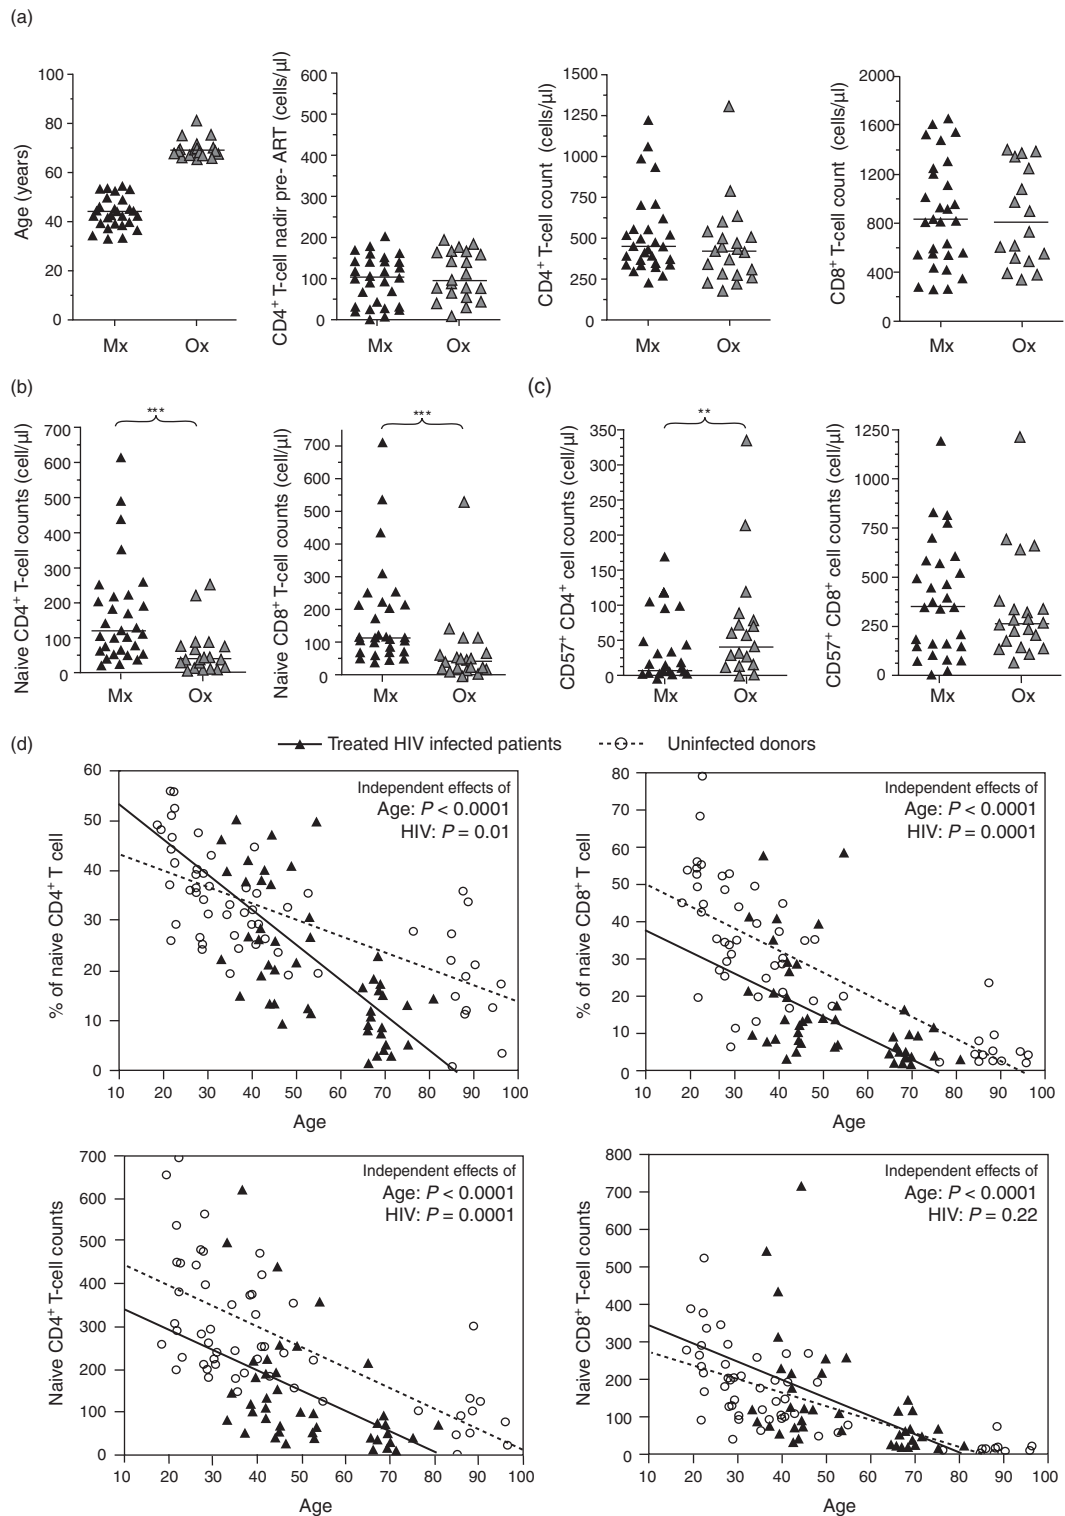 (a)
Age (years)
100
80
60
40
20
0
Mx
Ox
CD4+ T-cell nadir pre- ART (cells/µl)
600
500
400
300
200
100
0
Mx
Ox
CD4+ T-cell count (cells/µl)
1500
1250
1000
750
500
250
0
Mx
Ox
CD8+ T-cell count (cells/µl)
2000
1600
1200
800
400
0
Mx
Ox
(b)
Naive CD4+ T-cell counts (cell/µl)
700
600
500
400
300
200
100
0
***
Mx
Ox
Naive CD8+ T-cell counts (cell/µl)
700
600
500
400
300
200
100
0
***
Mx
Ox
(c)
CD57+ CD4+ cell counts (cell/µl)
350
300
250
200
150
100
50
0
**
Mx
Ox
CD57+ CD8+ cell counts (cell/µl)
1250
1000
750
500
250
0
Mx
Ox
(d)
Treated HIV infected patients
Uninfected donors
% of naive CD4+ T cell
60
50
40
30
20
10
0
Independent effects of
Age: P < 0.0001
HIV: P = 0.01
10 20 30 40 50 60 70 80 90 100
Age
% of naive CD8+ T cell
80
70
60
50
40
30
20
10
0
Independent effects of
Age: P < 0.0001
HIV: P = 0.0001
10 20 30 40 50 60 70 80 90 100
Age
Naive CD4+ T-cell counts
700
600
500
400
300
200
100
0
Independent effects of
Age: P < 0.0001
HIV: P = 0.0001
10 20 30 40 50 60 70 80 90 100
Age
Naive CD8+ T-cell counts
800
700
600
500
400
300
200
100
0
Independent effects of
Age: P < 0.0001
HIV: P = 0.22
10 20 30 40 50 60 70 80 90 100
Age